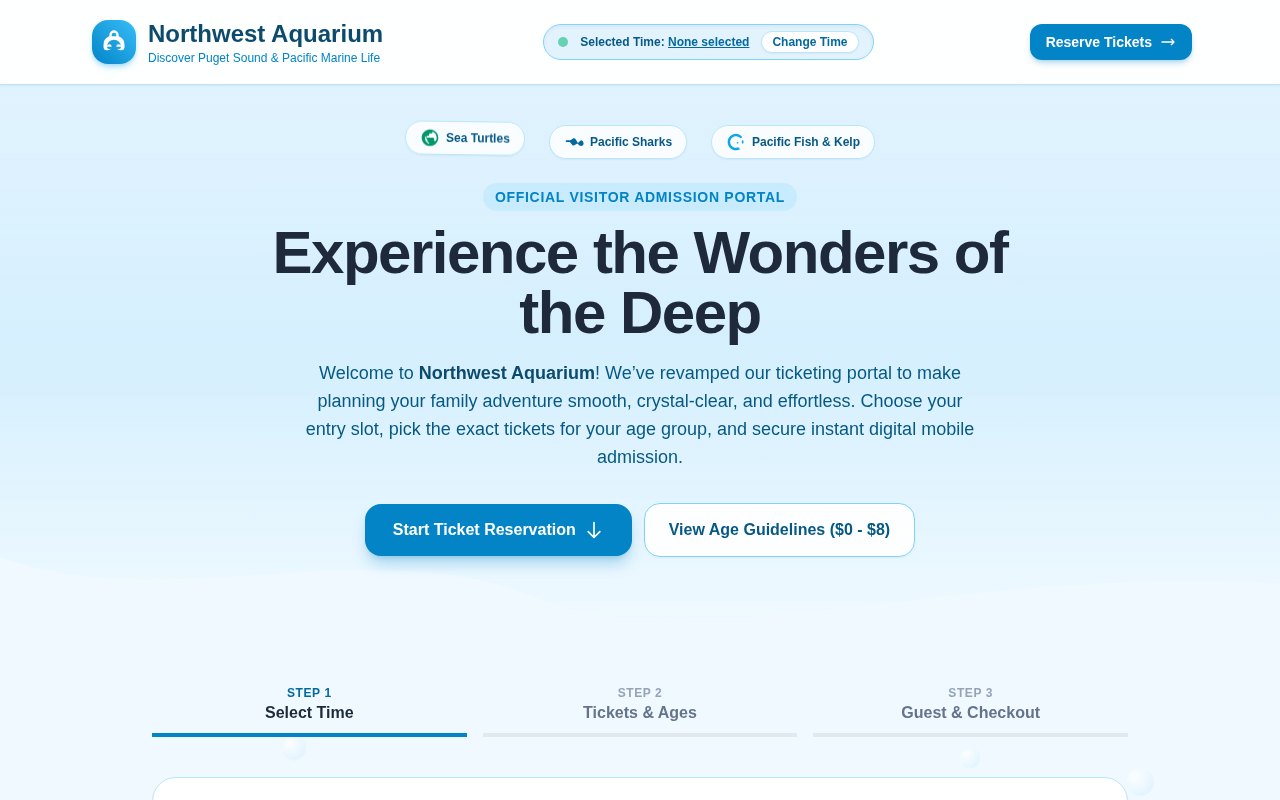 Northwest Aquarium
Discover Puget Sound & Pacific Marine Life
Selected Time: None selected
Change Time
Reserve Tickets →
Sea Turtles
Pacific Sharks
Pacific Fish & Kelp
OFFICIAL VISITOR ADMISSION PORTAL
Experience the Wonders of
the Deep
Welcome to Northwest Aquarium! We’ve revamped our ticketing portal to make
planning your family adventure smooth, crystal-clear, and effortless. Choose your
entry slot, pick the exact tickets for your age group, and secure instant digital mobile
admission.
Start Ticket Reservation ↓
View Age Guidelines ($0 - $8)
STEP 1
Select Time
STEP 2
Tickets & Ages
STEP 3
Guest & Checkout